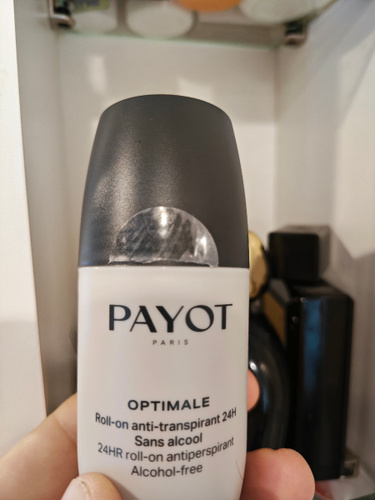 PAYOT
PARIS
OPTIMALE
Roll-on anti-transpirant 24H
Sans alcool
24HR roll-on antiperspirant
Alcohol-free